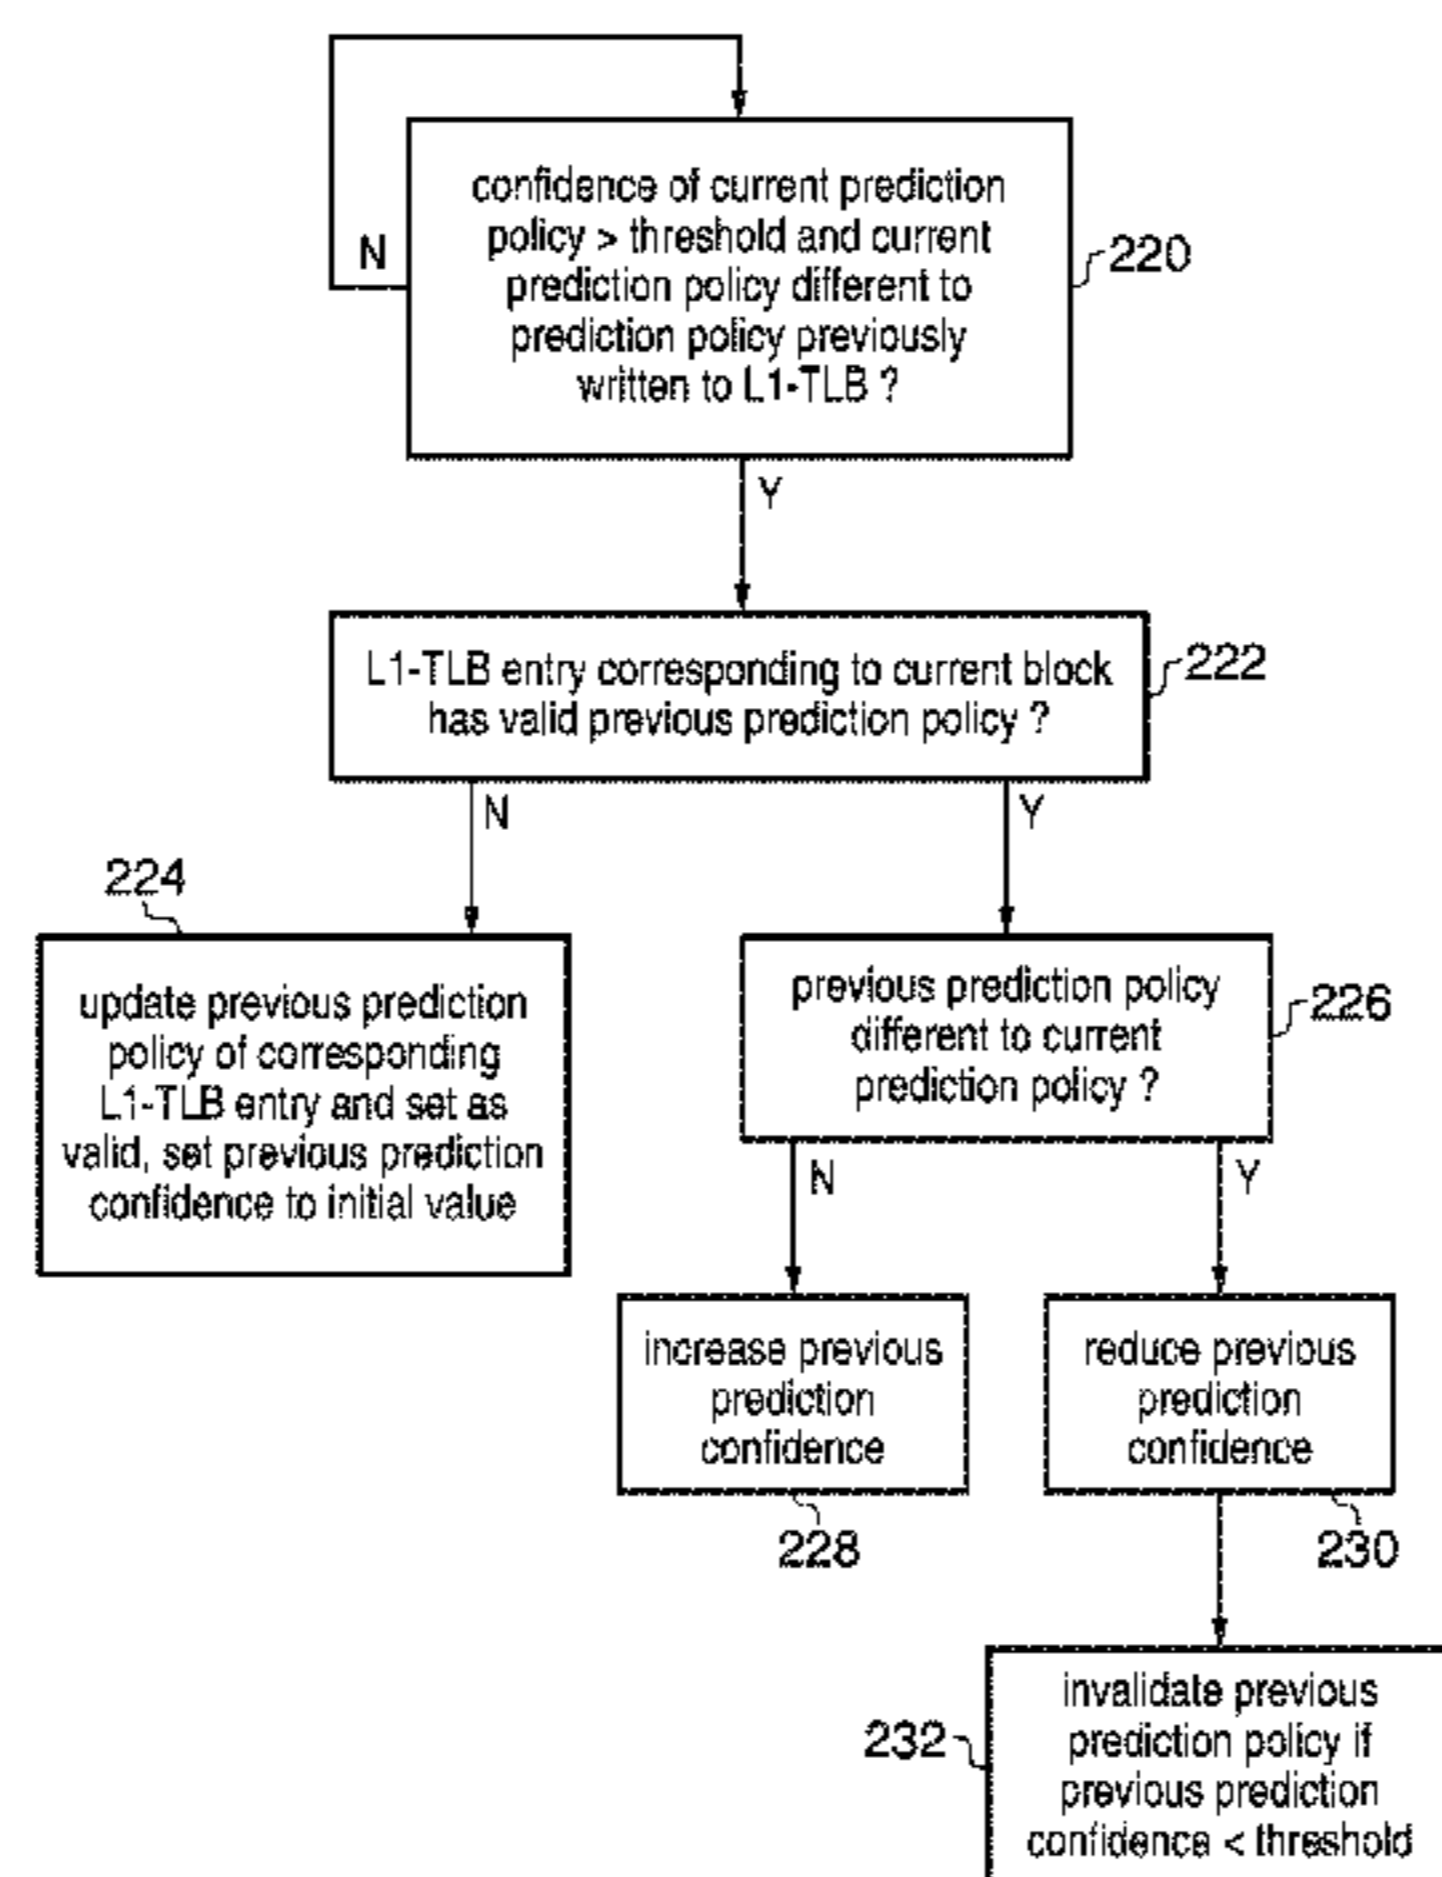 confidence of current prediction
policy > threshold and current
prediction policy different to
prediction policy previously
written to L1-TLB ?
N
220
Y
L1-TLB entry corresponding to current block
has valid previous prediction policy ?
222
N
Y
224
update previous prediction
policy of corresponding
L1-TLB entry and set as
valid, set previous prediction
confidence to initial value
previous prediction policy
different to current
prediction policy ?
226
N
Y
increase previous
prediction
confidence
228
reduce previous
prediction
confidence
230
232
invalidate previous
prediction policy if
previous prediction
confidence < threshold